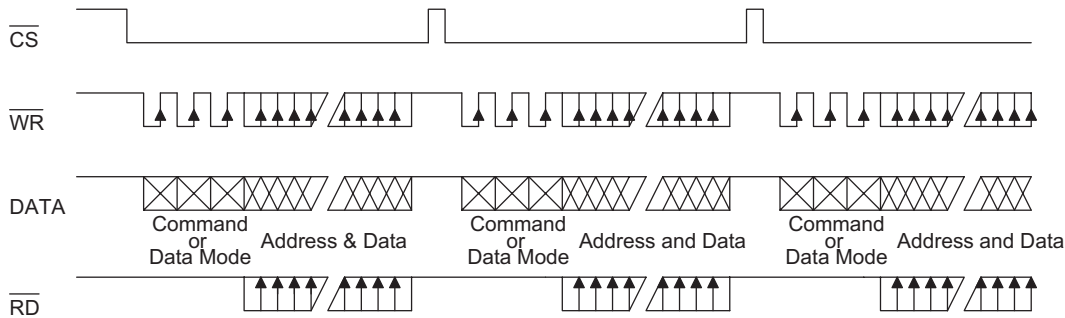 CS
WR
DATA
Command
or
Data Mode
Address & Data
Command
or
Data Mode
Address and Data
Command
or
Data Mode
Address and Data
RD